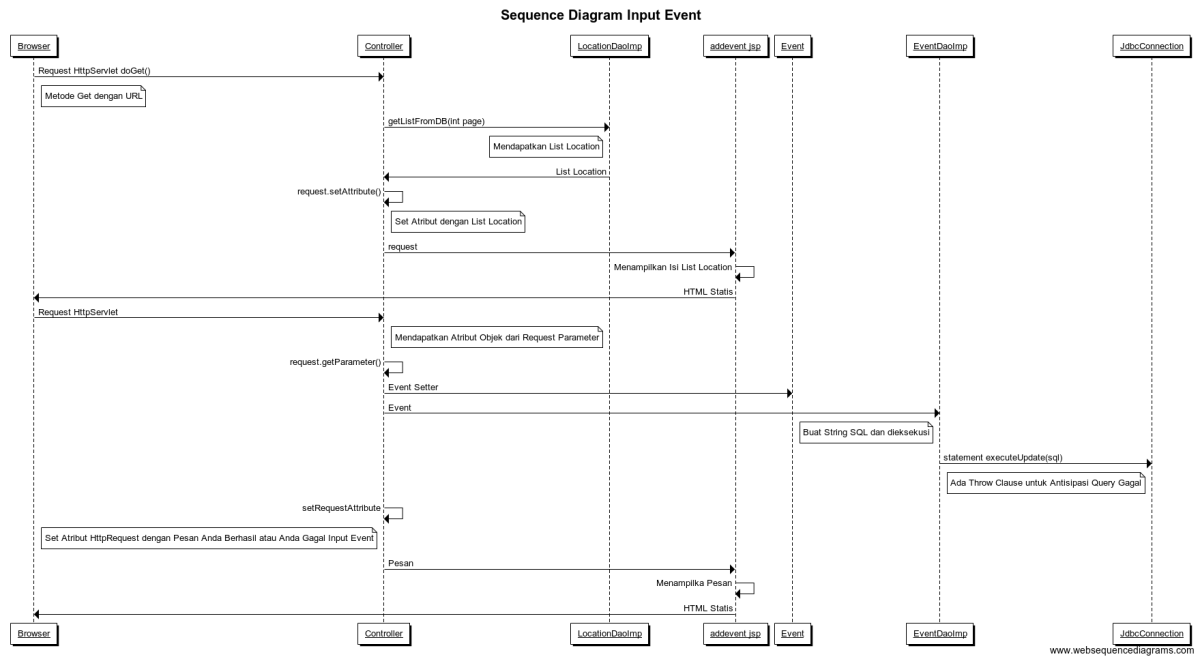 Sequence Diagram Input Event
Browser
Controller
LocationDaoImp
addevent.jsp
Event
EventDaoImp
JdbcConnection
Request HttpServlet doGet()
Metode Get dengan URL
getListFromDB(int page)
Mendapatkan List Location
List Location
request.setAttribute()
Set Atribut dengan List Location
request
Menampilkan Isi List Location
HTML Statis
Request HttpServlet
Mendapatkan Atribut Objek dari Request Parameter
request.getParameter()
Event Setter
Event
Buat String SQL dan dieksekusi
statement executeUpdate(sql)
Ada Throw Clause untuk Antisipasi Query Gagal
setRequestAttribute
Set Atribut HttpRequest dengan Pesan Anda Berhasil atau Anda Gagal Input Event
Pesan
Menampilka Pesan
HTML Statis
Browser
Controller
LocationDaoImp
addevent.jsp
Event
EventDaoImp
JdbcConnection
www.websequencediagrams.com